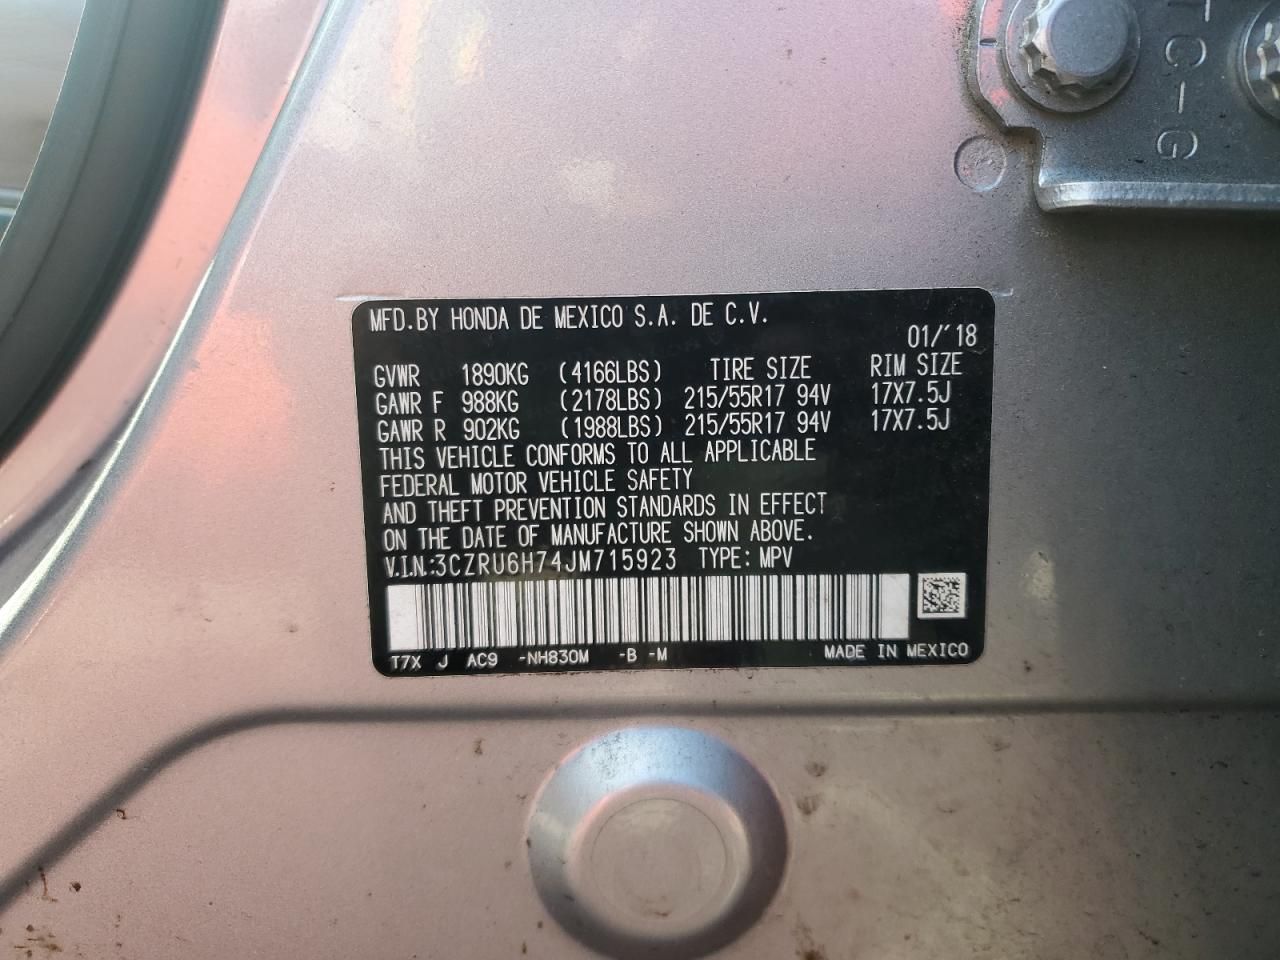 TC-G
MFD.BY HONDA DE MEXICO S.A. DE C.V.
01/'18
GVWR 1890KG (4166LBS) TIRE SIZE RIM SIZE
GAWR F 988KG (2178LBS) 215/55R17 94V 17X7.5J
GAWR R 902KG (1988LBS) 215/55R17 94V 17X7.5J
THIS VEHICLE CONFORMS TO ALL APPLICABLE
FEDERAL MOTOR VEHICLE SAFETY
AND THEFT PREVENTION STANDARDS IN EFFECT
ON THE DATE OF MANUFACTURE SHOWN ABOVE.
V.I.N.:3CZRU6H74JM715923 TYPE: MPV
T7X J AC9 -NH830M -B -M MADE IN MEXICO